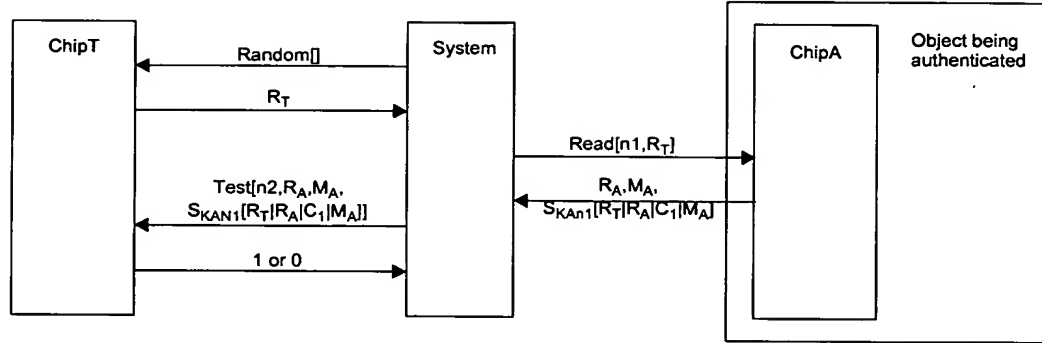 ChipT
System
ChipA
Object being
authenticated
Random[]
R_T
Read[n1,R_T]
Test[n2,R_A,M_A,
S_KAN1[R_T|R_A|C_1|M_A]]
R_A,M_A,
S_KAn1[R_T|R_A|C_1|M_A]
1 or 0